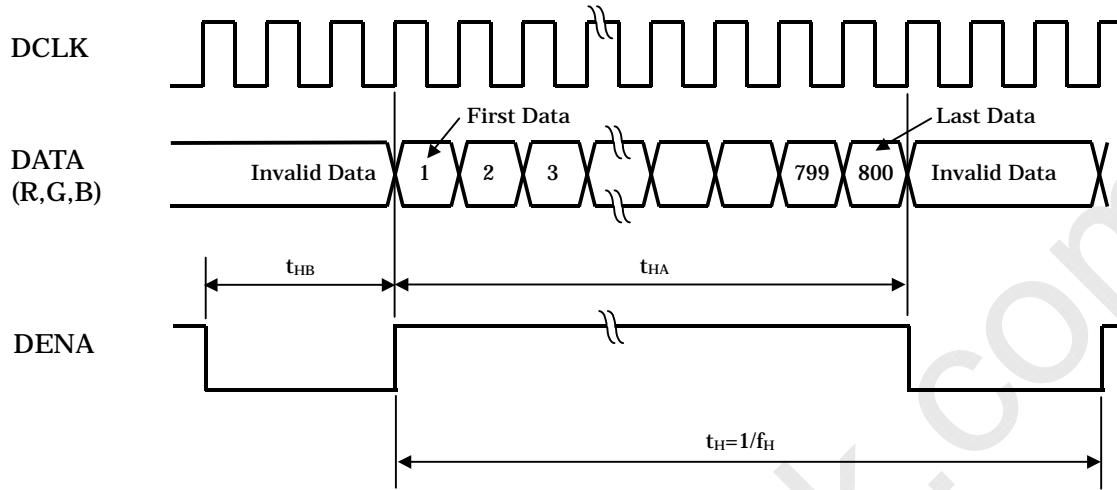 DCLK
First Data
Last Data
DATA
(R,G,B)
Invalid Data
1
2
3
799
800
Invalid Data
tHB
tHA
DENA
tH=1/fH